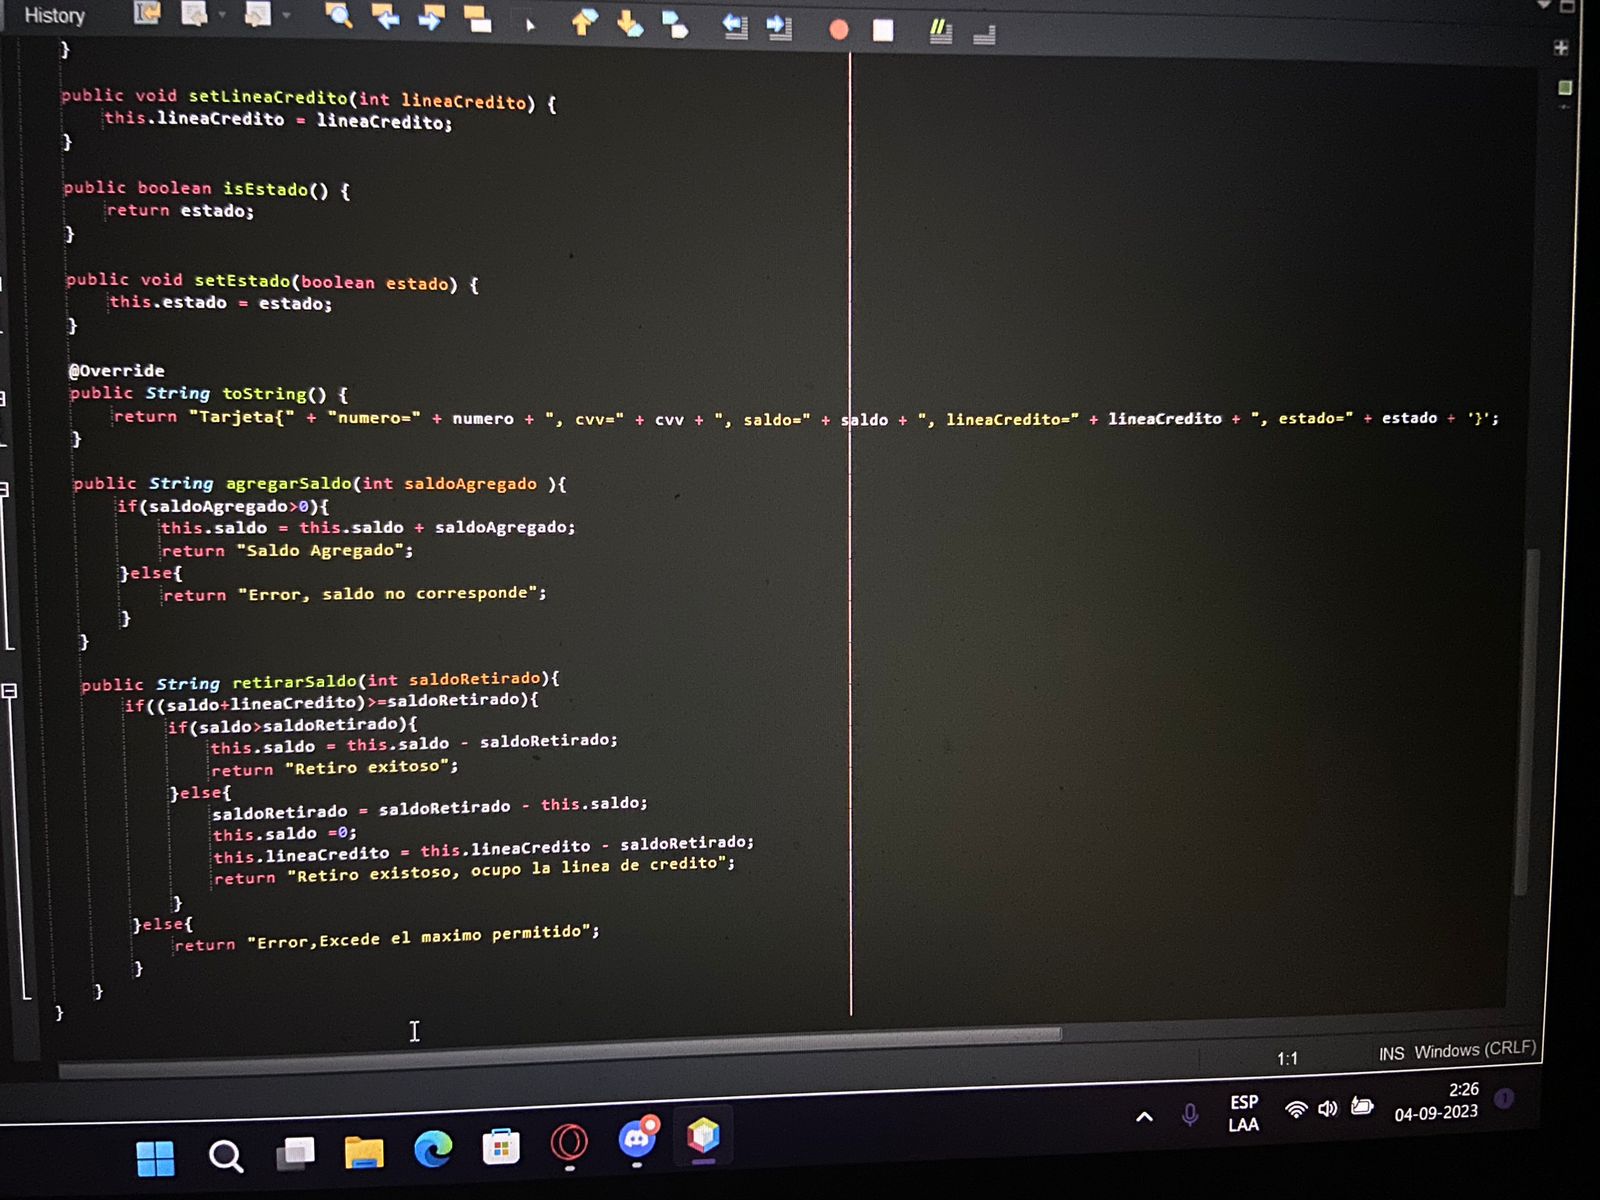 History
}
public void setLineaCredito(int lineaCredito) {
this.lineaCredito = lineaCredito;
}
public boolean isEstado() {
return estado;
}
public void setEstado(boolean estado) {
this.estado = estado;
}
@Override
public String toString() {
return "Tarjeta{" + "numero=" + numero + ", cvv=" + cvv + ", saldo=" + saldo + ", lineaCredito=" + lineaCredito + ", estado=" + estado + '}';
}
public String agregarSaldo(int saldoAgregado ){
if(saldoAgregado>0){
this.saldo = this.saldo + saldoAgregado;
return "Saldo Agregado";
}else{
return "Error, saldo no corresponde";
}
}
public String retirarSaldo(int saldoRetirado){
if((saldo+lineaCredito)>=saldoRetirado){
if(saldo>saldoRetirado){
this.saldo = this.saldo - saldoRetirado;
return "Retiro exitoso";
}else{
saldoRetirado = saldoRetirado - this.saldo;
this.saldo =0;
this.lineaCredito = this.lineaCredito - saldoRetirado;
return "Retiro existoso, ocupo la linea de credito";
}
}else{
return "Error,Excede el maximo permitido";
}
}
}
1:1 INS Windows (CRLF)
ESP
LAA
2:26
04-09-2023
1